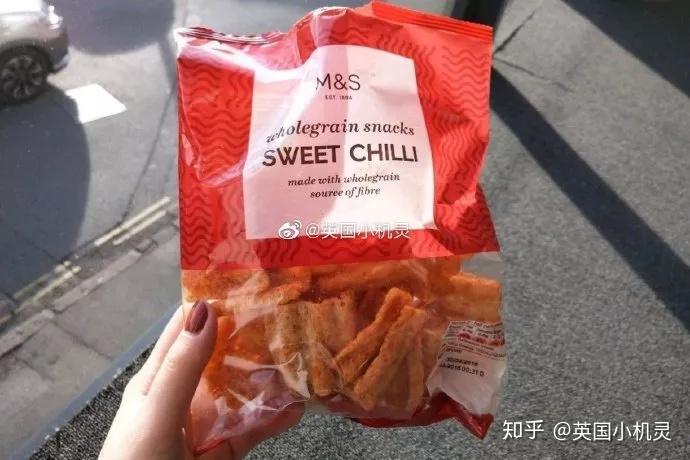 M&S
EST. 1884
wholegrain snacks
SWEET CHILLI
made with wholegrain
source of fibre
@英国小机灵
知乎 @英国小机灵